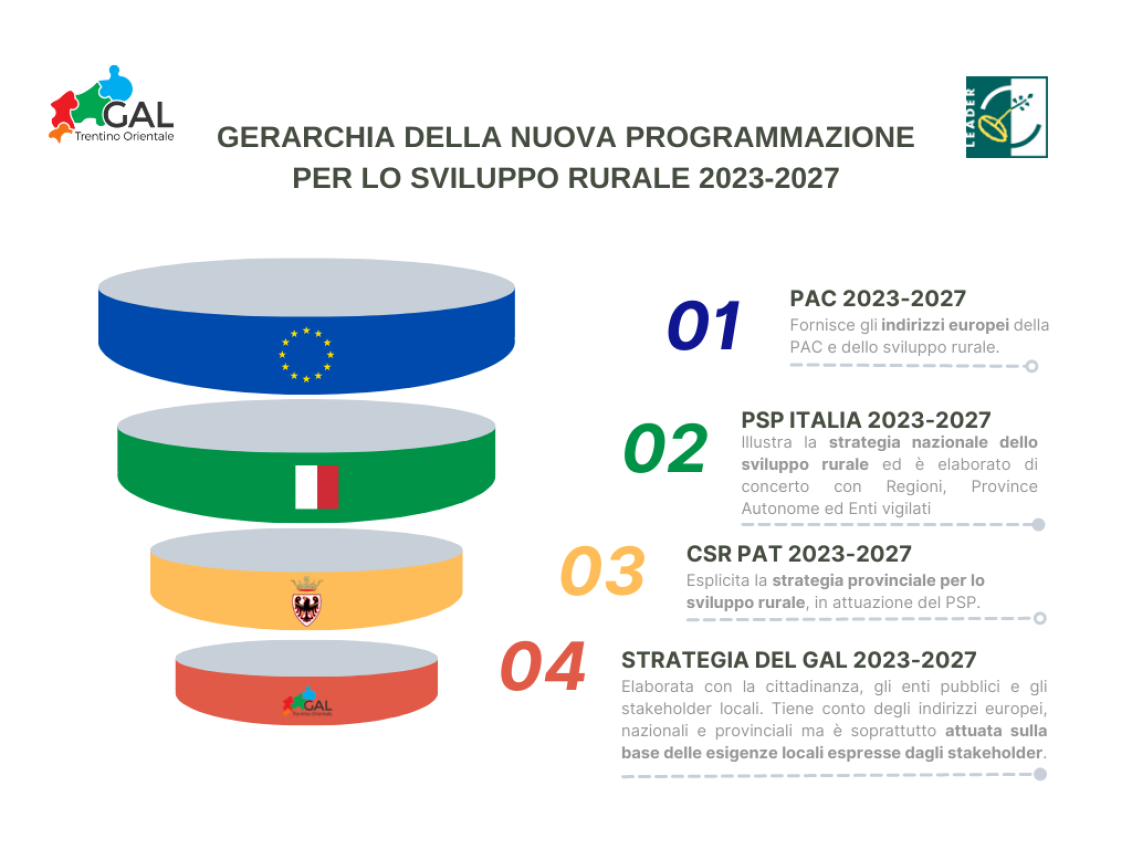 GAL
Trentino Orientale
LEADER
GERARCHIA DELLA NUOVA PROGRAMMAZIONE
PER LO SVILUPPO RURALE 2023-2027
01
PAC 2023-2027
Fornisce gli indirizzi europei della
PAC e dello sviluppo rurale.
02
PSP ITALIA 2023-2027
Illustra la strategia nazionale dello
sviluppo rurale ed è elaborato di
concerto con Regioni, Province
Autonome ed Enti vigilati
03
CSR PAT 2023-2027
Esplicita la strategia provinciale per lo
sviluppo rurale, in attuazione del PSP.
04
STRATEGIA DEL GAL 2023-2027
Elaborata con la cittadinanza, gli enti pubblici e gli
stakeholder locali. Tiene conto degli indirizzi europei,
nazionali e provinciali ma è soprattutto attuata sulla
base delle esigenze locali espresse dagli stakeholder.
GAL
Trentino Orientale